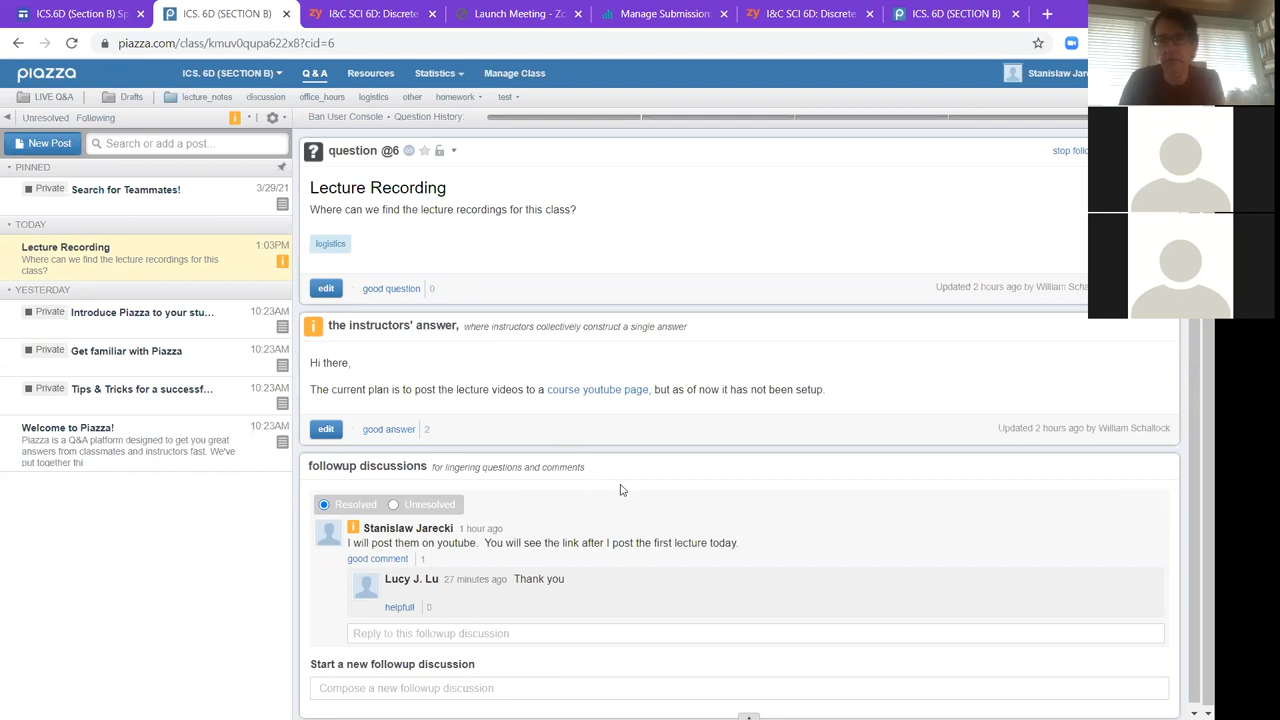 ICS.6D (Section B) Sp
ICS. 6D (SECTION B)
I&C SCI 6D: Discrete
Launch Meeting - Zo
Manage Submission
I&C SCI 6D: Discrete
ICS. 6D (SECTION B)
piazza
ICS. 6D (SECTION B)
Q & A
Resources
Statistics
Manage Class
Stanislaw Jare
LIVE Q&A
Drafts
lecture_notes
discussion
office_hours
logistics
other
homework
test
Unresolved Following
Ban User Console · Question History:
New Post
Search or add a post...
PINNED
Private Search for Teammates! 3/29/21
TODAY
Lecture Recording 1:03PM
Where can we find the lecture recordings for this
class?
YESTERDAY
Private Introduce Piazza to your stu... 10:23AM
Private Get familiar with Piazza 10:23AM
Private Tips & Tricks for a successf... 10:23AM
Welcome to Piazza! 10:23AM
Piazza is a Q&A platform designed to get you great
answers from classmates and instructors fast. We've
put together thi
question @6
stop follo
Lecture Recording
Where can we find the lecture recordings for this class?
logistics
edit good question 0
Updated 2 hours ago by William Scha
the instructors' answer, where instructors collectively construct a single answer
Hi there,
The current plan is to post the lecture videos to a course youtube page, but as of now it has not been setup.
edit good answer 2
Updated 2 hours ago by William Schallock
followup discussions for lingering questions and comments
Resolved Unresolved
Stanislaw Jarecki 1 hour ago
I will post them on youtube. You will see the link after I post the first lecture today.
good comment 1
Lucy J. Lu 27 minutes ago Thank you
helpful! 0
Reply to this followup discussion
Start a new followup discussion
Compose a new followup discussion